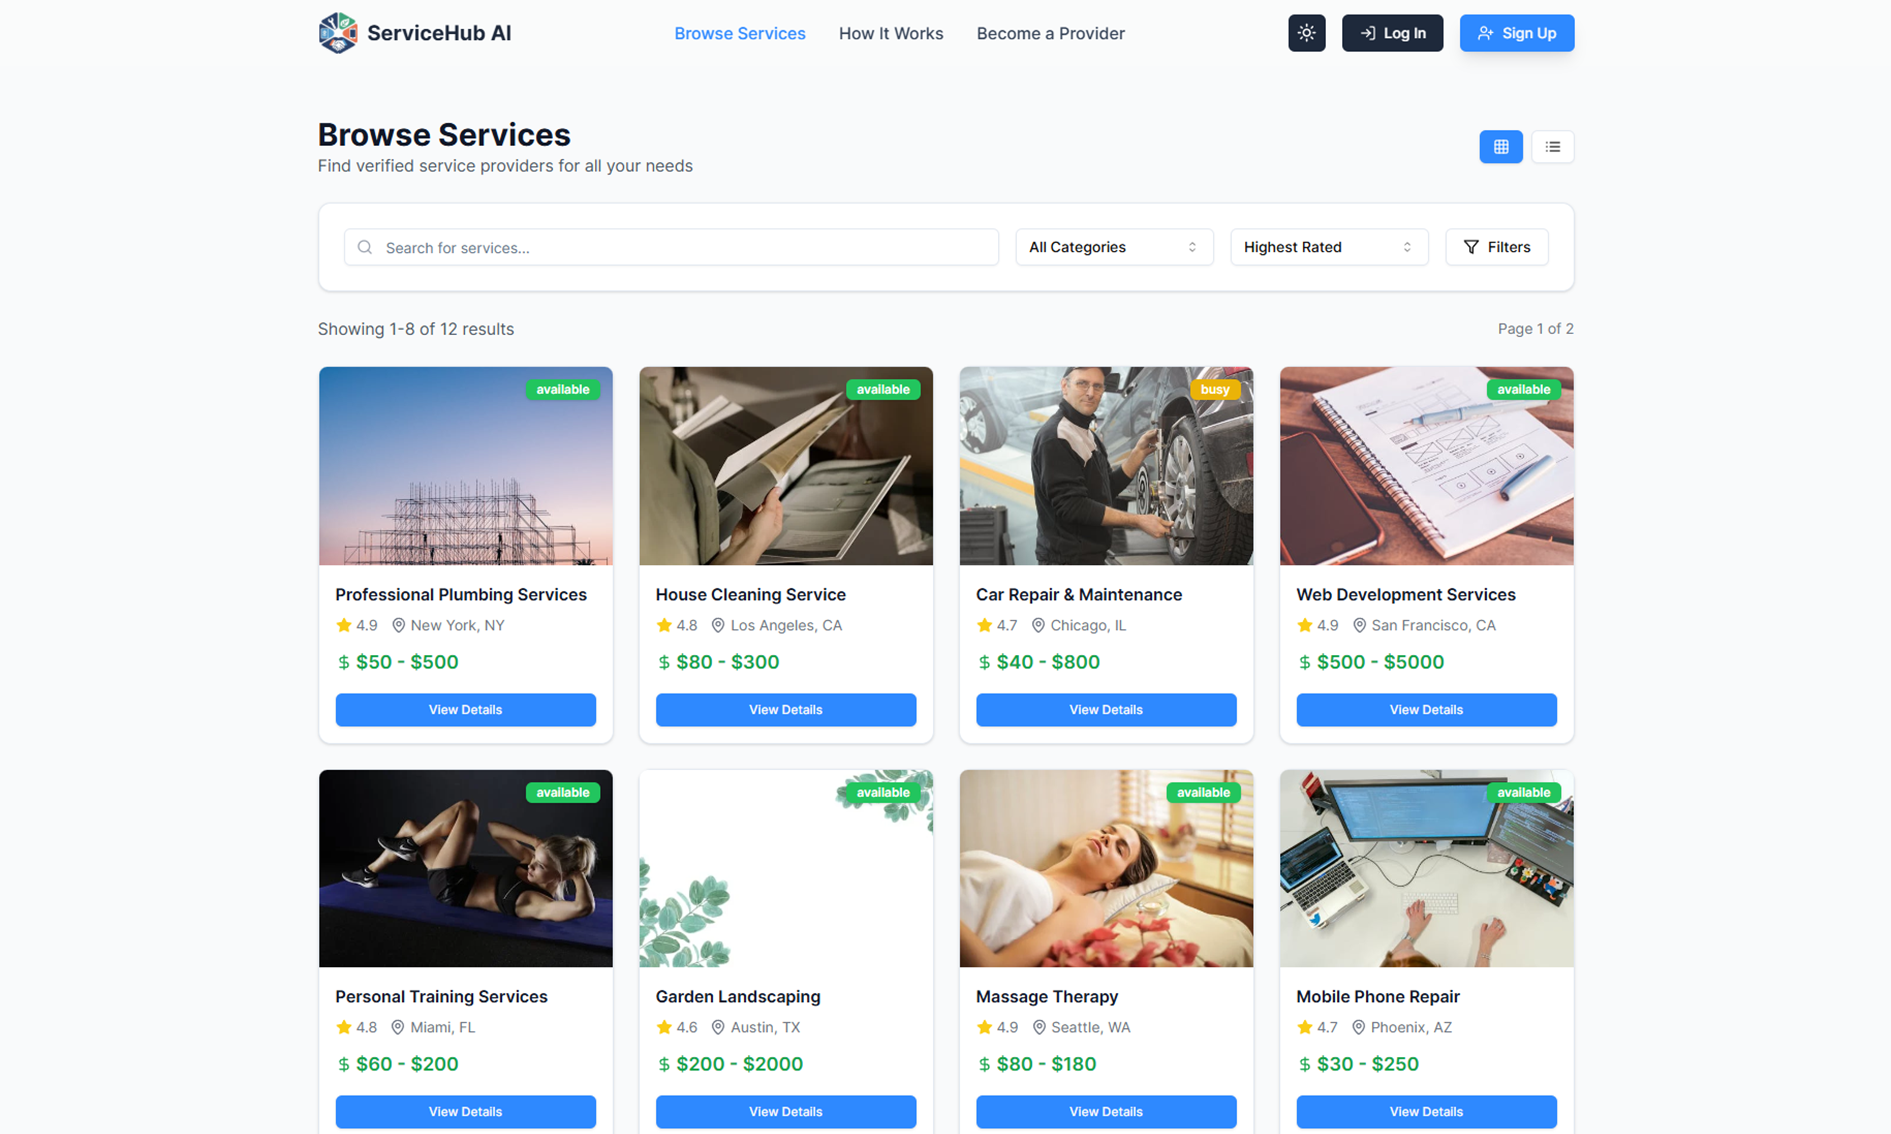 ServiceHub AI
Browse Services
How It Works
Become a Provider
Log In
Sign Up
Browse Services
Find verified service providers for all your needs
Search for services...
All Categories
Highest Rated
Filters
Showing 1-8 of 12 results
Page 1 of 2
available
Professional Plumbing Services
4.9 New York, NY
$ $50 - $500
View Details
available
House Cleaning Service
4.8 Los Angeles, CA
$ $80 - $300
View Details
busy
Car Repair & Maintenance
4.7 Chicago, IL
$ $40 - $800
View Details
available
Web Development Services
4.9 San Francisco, CA
$ $500 - $5000
View Details
available
Personal Training Services
4.8 Miami, FL
$ $60 - $200
View Details
available
Garden Landscaping
4.6 Austin, TX
$ $200 - $2000
View Details
available
Massage Therapy
4.9 Seattle, WA
$ $80 - $180
View Details
available
Mobile Phone Repair
4.7 Phoenix, AZ
$ $30 - $250
View Details